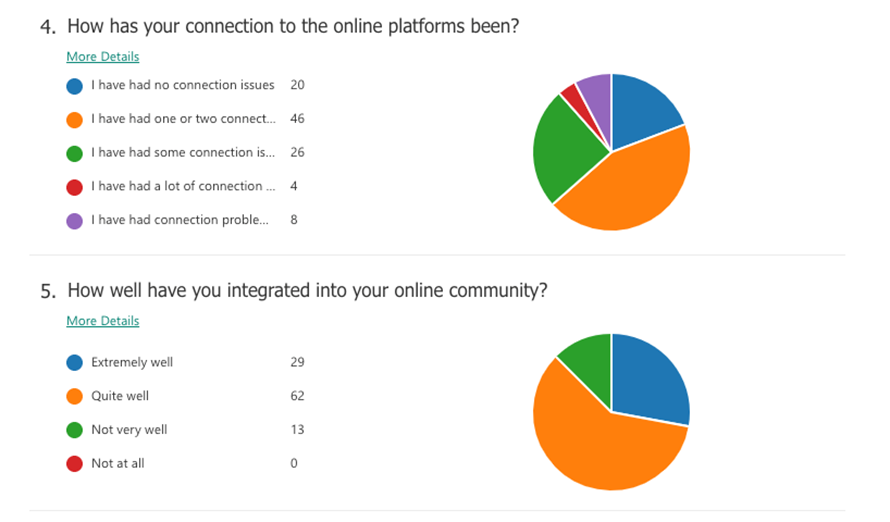 4. How has your connection to the online platforms been?
More Details
I have had no connection issues 20
I have had one or two connect... 46
I have had some connection is... 26
I have had a lot of connection ... 4
I have had connection proble... 8
5. How well have you integrated into your online community?
More Details
Extremely well 29
Quite well 62
Not very well 13
Not at all 0